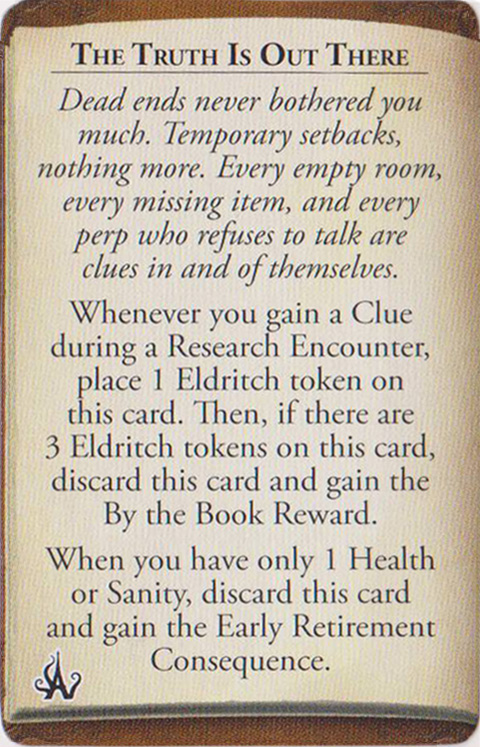 The Truth Is Out There
Dead ends never bothered you
much. Temporary setbacks,
nothing more. Every empty room,
every missing item, and every
perp who refuses to talk are
clues in and of themselves.
Whenever you gain a Clue
during a Research Encounter,
place 1 Eldritch token on
this card. Then, if there are
3 Eldritch tokens on this card,
discard this card and gain the
By the Book Reward.
When you have only 1 Health
or Sanity, discard this card
and gain the Early Retirement
Consequence.